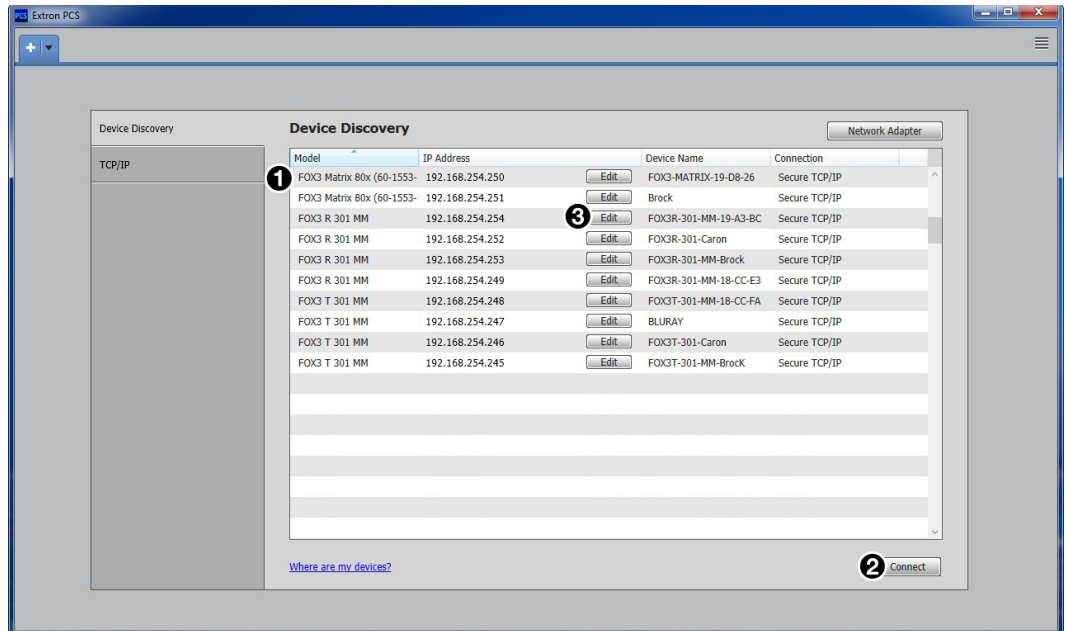 PCS Extron PCS
+
Device Discovery
TCP/IP
Device Discovery
Network Adapter
Model IP Address Device Name Connection
1 FOX3 Matrix 80x (60-1553- 192.168.254.250 Edit FOX3-MATRIX-19-D8-26 Secure TCP/IP
FOX3 Matrix 80x (60-1553- 192.168.254.251 Edit Brock Secure TCP/IP
FOX3 R 301 MM 192.168.254.254 3 Edit FOX3R-301-MM-19-A3-BC Secure TCP/IP
FOX3 R 301 MM 192.168.254.252 Edit FOX3R-301-Caron Secure TCP/IP
FOX3 R 301 MM 192.168.254.253 Edit FOX3R-301-MM-Brock Secure TCP/IP
FOX3 R 301 MM 192.168.254.249 Edit FOX3R-301-MM-18-CC-E3 Secure TCP/IP
FOX3 T 301 MM 192.168.254.248 Edit FOX3T-301-MM-18-CC-FA Secure TCP/IP
FOX3 T 301 MM 192.168.254.247 Edit BLURAY Secure TCP/IP
FOX3 T 301 MM 192.168.254.246 Edit FOX3T-301-Caron Secure TCP/IP
FOX3 T 301 MM 192.168.254.245 Edit FOX3T-301-MM-BrocK Secure TCP/IP
Where are my devices?
2 Connect